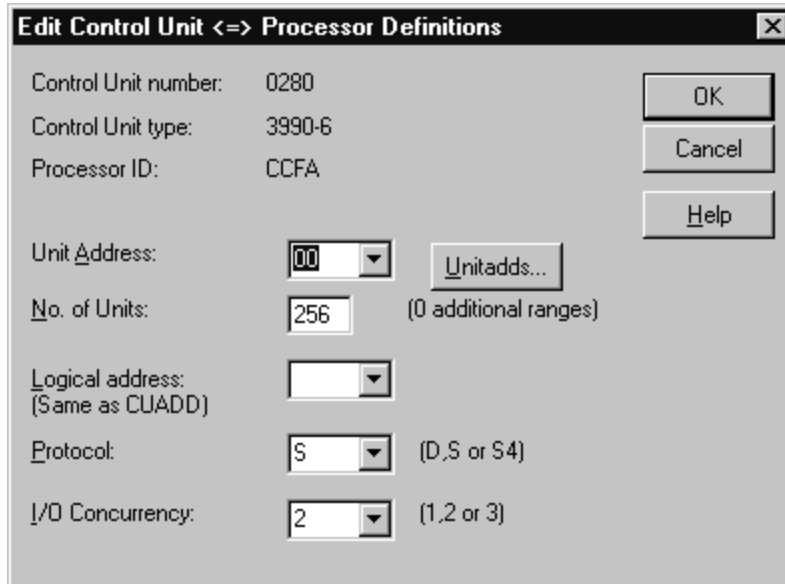 Edit Control Unit <=> Processor Definitions
Control Unit number: 0280
OK
Control Unit type: 3990-6
Cancel
Processor ID: CCFA
Help
Unit Address: 00 Unitadds...
No. of Units: 256 (0 additional ranges)
Logical address:
(Same as CUADD)
Protocol: S (D,S or S4)
I/O Concurrency: 2 (1,2 or 3)